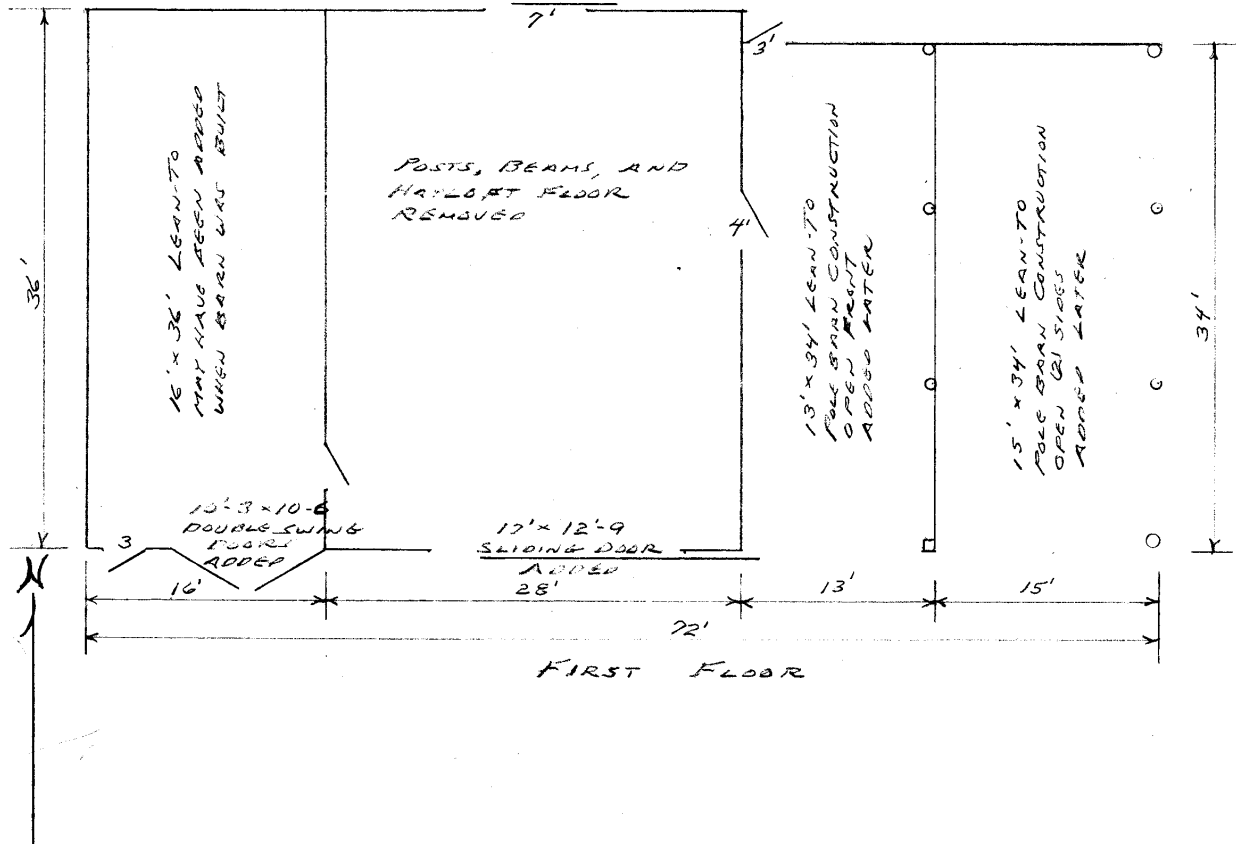 7'
3'
36'
16' x 36' LEAN-TO
MAY HAVE BEEN ADDED
WHEN BARN WAS BUILT
POSTS, BEAMS, AND
HAYLOFT FLOOR
REMOVED
4'
13' x 34' LEAN-TO
POLE BARN CONSTRUCTION
OPEN FRONT
ADDED LATER
15' x 34' LEAN-TO
POLE BARN CONSTRUCTION
OPEN (2) SIDES
ADDED LATER
34'
3
10'-3 x 10-6
DOUBLE SWING
DOORS
ADDED
17' x 12'-9
SLIDING DOOR
ADDED
N
16'
28'
13'
15'
72'
FIRST FLOOR